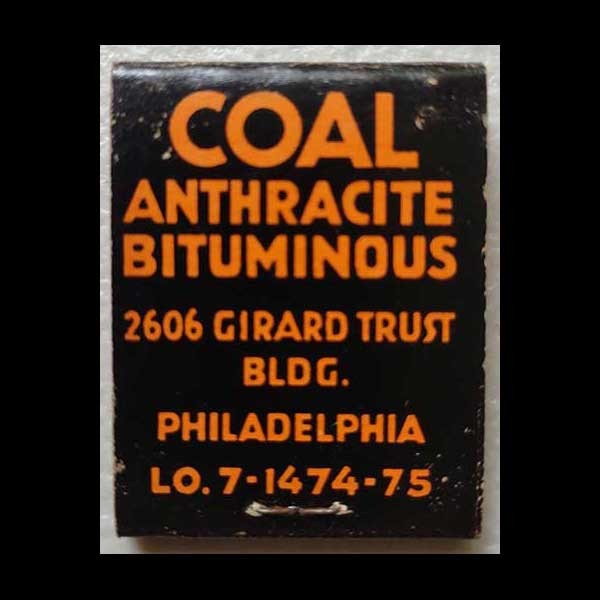 COAL
ANTHRACITE
BITUMINOUS
2606 GIRARD TRUST
BLDG.
PHILADELPHIA
LO. 7-1474-75